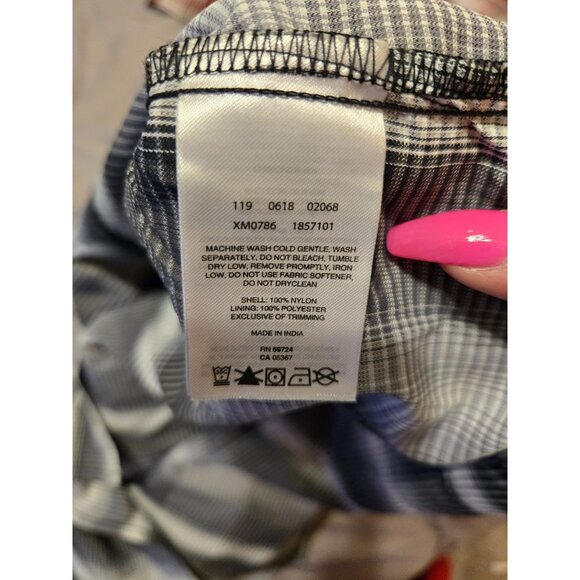 119 0618 02068
XM0786 1857101
MACHINE WASH COLD GENTLE, WASH
SEPARATELY, DO NOT BLEACH, TUMBLE
DRY LOW, REMOVE PROMPTLY, IRON
LOW, DO NOT USE FABRIC SOFTENER,
DO NOT DRYCLEAN
SHELL: 100% NYLON
LINING: 100% POLYESTER
EXCLUSIVE OF TRIMMING
MADE IN INDIA
RN 69724
CA 05367